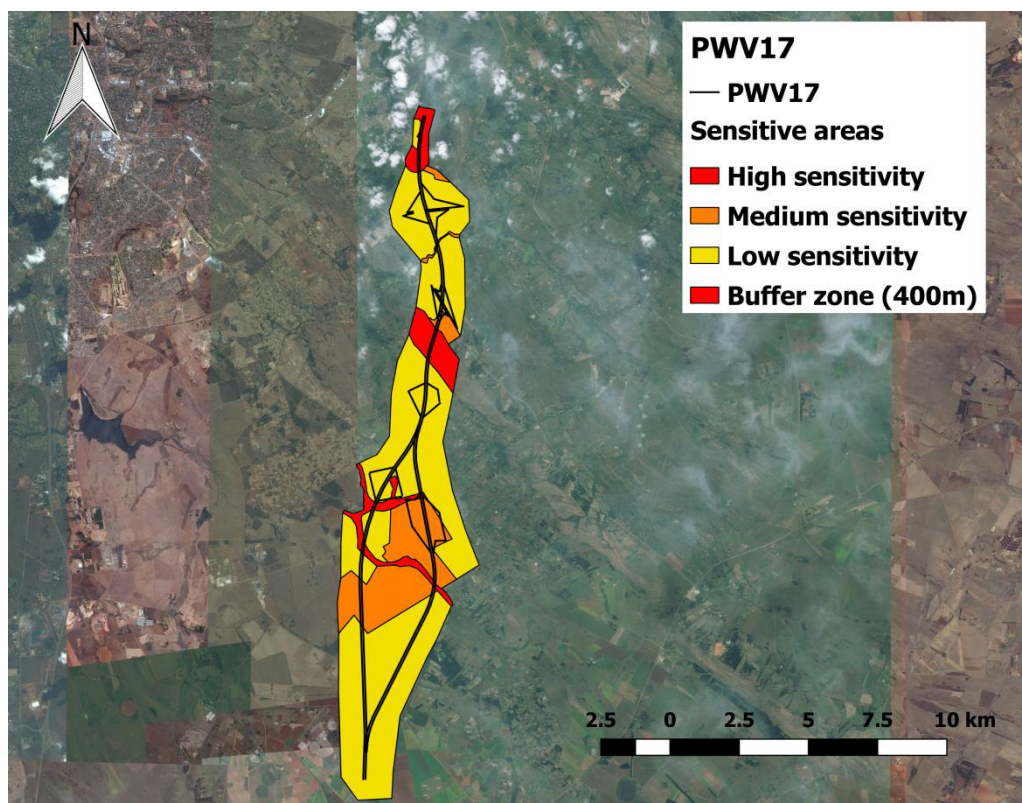 N
PWV17
PWV17
Sensitive areas
High sensitivity
Medium sensitivity
Low sensitivity
Buffer zone (400m)
2.5 0 2.5 5 7.5 10 km